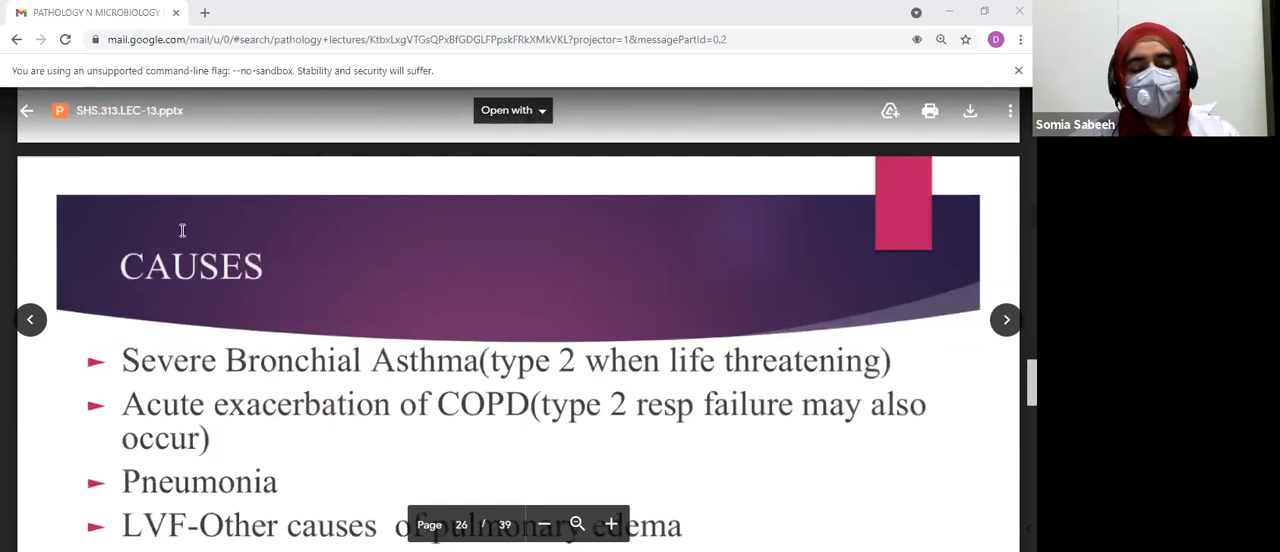 PATHOLOGY N MICROBIOLOGY
mail.google.com/mail/u/0/#search/pathology+lectures/KtbxLxgVTGsQPxBfGDGLFPpskFRkXMkVKL?projector=1&messagePartId=0.2
D
You are using an unsupported command-line flag: --no-sandbox. Stability and security will suffer.
P SHS.313.LEC-13.pptx
Open with
Somia Sabeeh
CAUSES
Severe Bronchial Asthma(type 2 when life threatening)
Acute exacerbation of COPD(type 2 resp failure may also
occur)
Pneumonia
LVF-Other causes of pulmonary edema
Page 26 / 39